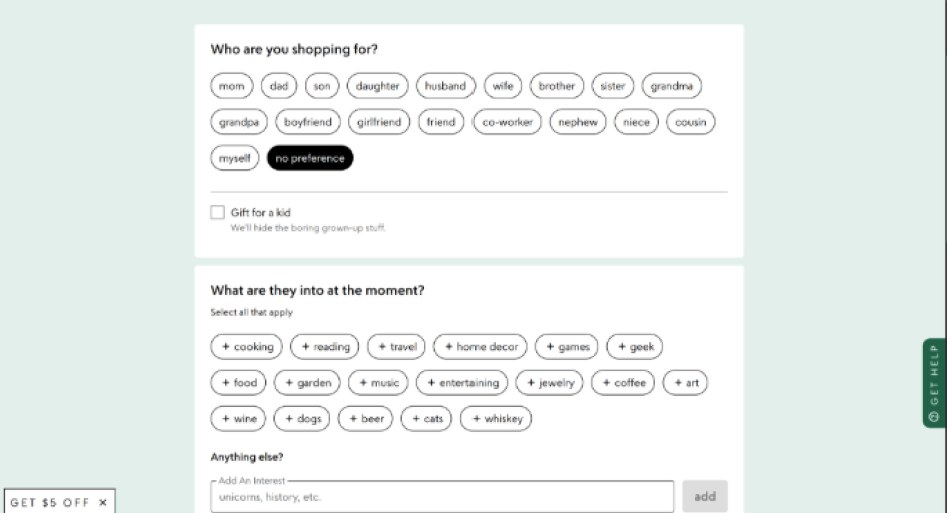 Who are you shopping for?
mom dad son daughter husband wife brother sister grandma
grandpa boyfriend girlfriend friend co-worker nephew niece cousin
myself no preference
Gift for a kid
We'll hide the boring grown-up stuff.
What are they into at the moment?
Select all that apply
+ cooking + reading + travel + home decor + games + geek
+ food + garden + music + entertaining + jewelry + coffee + art
+ wine + dogs + beer + cats + whiskey
Anything else?
Add An Interest
unicorns, history, etc.
add
GET $5 OFF ×
GET HELP